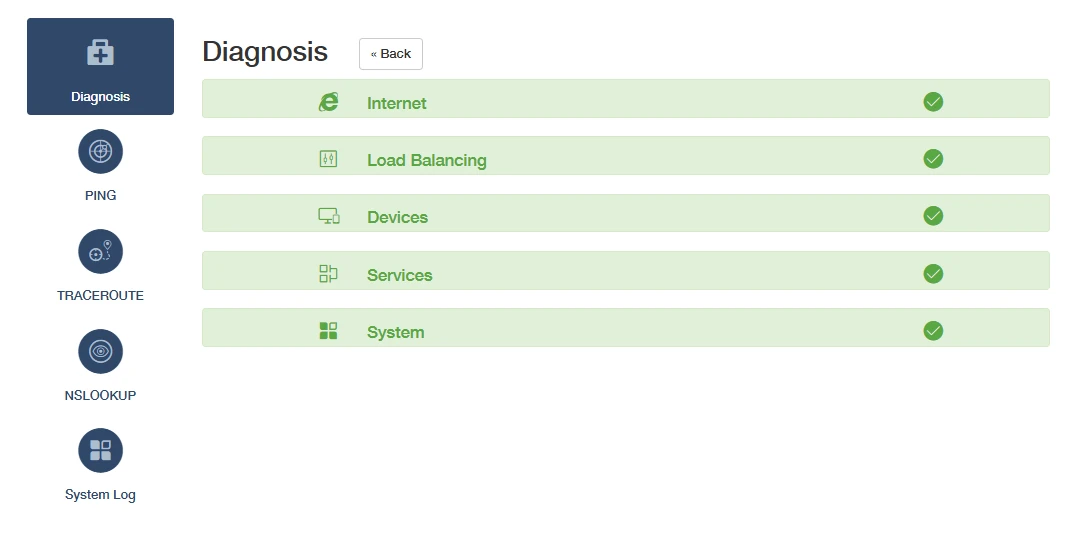 Diagnosis
PING
TRACEROUTE
NSLOOKUP
System Log
Diagnosis
« Back
Internet
Load Balancing
Devices
Services
System